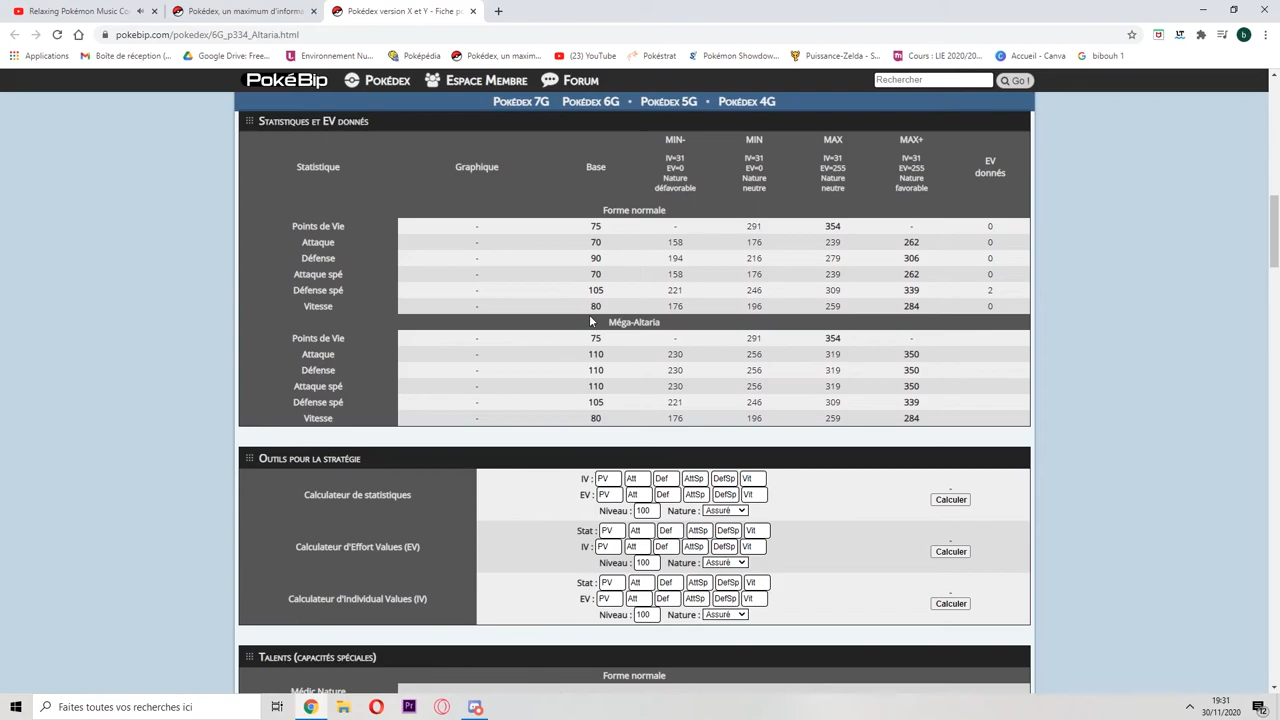 Relaxing Pokémon Music Co
Pokédex, un maximum d'informa
Pokédex version X et Y - Fiche po
pokebip.com/pokedex/6G_p334_Altaria.html
Applications
Boîte de réception (...
Google Drive: Free...
Environnement Nu...
Poképédia
Pokédex, un maxim...
(23) YouTube
Pokéstrat
Pokémon Showdow...
Puissance-Zelda - S...
Cours : LIE 2020/20...
Accueil - Canva
bibouh 1
PokéBip
Pokédex
Espace Membre
Forum
Rechercher
Go !
Pokédex 7G Pokédex 6G • Pokédex 5G • Pokédex 4G
Statistiques et EV donnés
Statistique Graphique Base MIN- IV=31 EV=0 Nature défavorable MIN IV=31 EV=0 Nature neutre MAX IV=31 EV=255 Nature neutre MAX+ IV=31 EV=255 Nature favorable EV donnés
Forme normale
Points de Vie - 75 - 291 354 - 0
Attaque - 70 158 176 239 262 0
Défense - 90 194 216 279 306 0
Attaque spé - 70 158 176 239 262 0
Défense spé - 105 221 246 309 339 2
Vitesse - 80 176 196 259 284 0
Méga-Altaria
Points de Vie - 75 - 291 354 -
Attaque - 110 230 256 319 350
Défense - 110 230 256 319 350
Attaque spé - 110 230 256 319 350
Défense spé - 105 221 246 309 339
Vitesse - 80 176 196 259 284
Outils pour la stratégie
Calculateur de statistiques
IV : PV Att Def AttSp DefSp Vit
EV : PV Att Def AttSp DefSp Vit
Niveau : 100 Nature : Assuré
-
Calculer
Calculateur d'Effort Values (EV)
Stat : PV Att Def AttSp DefSp Vit
IV : PV Att Def AttSp DefSp Vit
Niveau : 100 Nature : Assuré
-
Calculer
Calculateur d'Individual Values (IV)
Stat : PV Att Def AttSp DefSp Vit
EV : PV Att Def AttSp DefSp Vit
Niveau : 100 Nature : Assuré
-
Calculer
Talents (capacités spéciales)
Forme normale
Médic Nature
Faites toutes vos recherches ici
19:31
30/11/2020